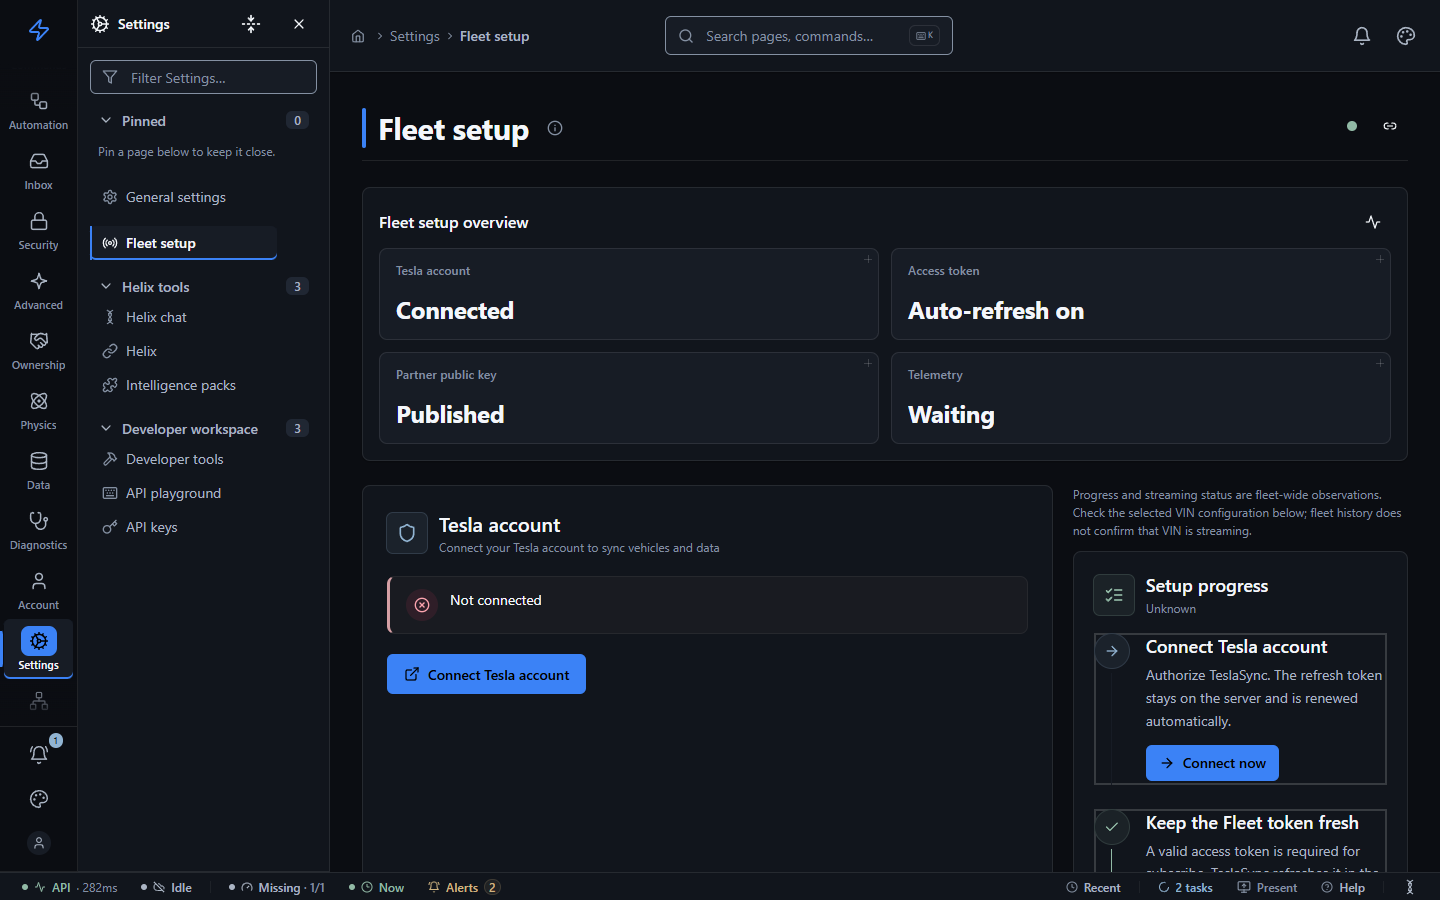 Settings
Filter Settings...
Pinned
0
Pin a page below to keep it close.
General settings
Fleet setup
Helix tools
3
Helix chat
Helix
Intelligence packs
Developer workspace
3
Developer tools
API playground
API keys
Automation
Inbox
Security
Advanced
Ownership
Physics
Data
Diagnostics
Account
Settings
1
Settings
Fleet setup
Search pages, commands...
K
Fleet setup
Fleet setup overview
Tesla account
Connected
Access token
Auto-refresh on
Partner public key
Published
Telemetry
Waiting
Tesla account
Connect your Tesla account to sync vehicles and data
Not connected
Connect Tesla account
Progress and streaming status are fleet-wide observations.
Check the selected VIN configuration below; fleet history does
not confirm that VIN is streaming.
Setup progress
Unknown
Connect Tesla account
Authorize TeslaSync. The refresh token
stays on the server and is renewed
automatically.
Connect now
Keep the Fleet token fresh
A valid access token is required for
subscribe. TeslaSync refreshes it in the
API · 282ms
Idle
Missing · 1/1
Now
Alerts 2
Recent
2 tasks
Present
Help